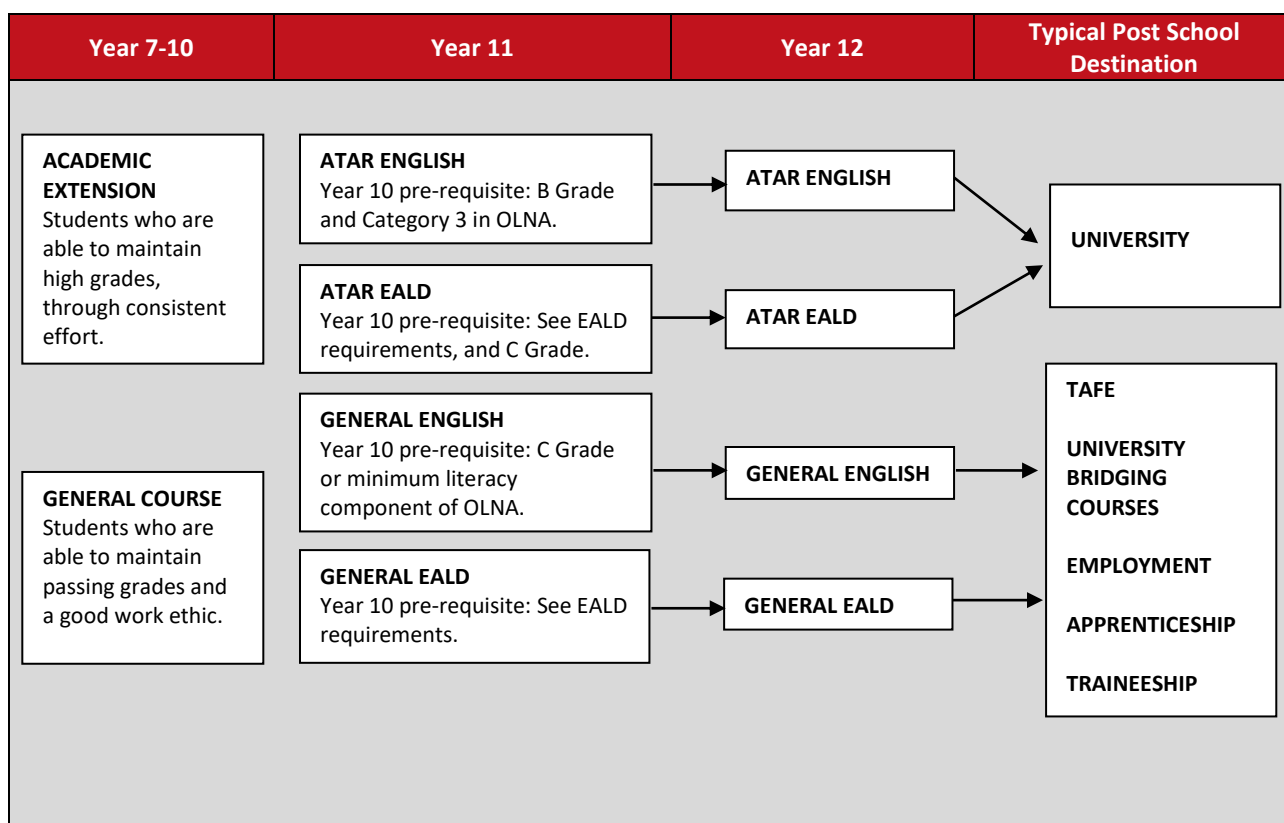 Year 7-10
Year 11
Year 12
Typical Post School
Destination
ACADEMIC
EXTENSION
Students who are
able to maintain
high grades,
through consistent
effort.
GENERAL COURSE
Students who are
able to maintain
passing grades and
a good work ethic.
ATAR ENGLISH
Year 10 pre-requisite: B Grade
and Category 3 in OLNA.
ATAR EALD
Year 10 pre-requisite: See EALD
requirements, and C Grade.
GENERAL ENGLISH
Year 10 pre-requisite: C Grade
or minimum literacy
component of OLNA.
GENERAL EALD
Year 10 pre-requisite: See EALD
requirements.
ATAR ENGLISH
ATAR EALD
GENERAL ENGLISH
GENERAL EALD
UNIVERSITY
TAFE
UNIVERSITY
BRIDGING
COURSES
EMPLOYMENT
APPRENTICESHIP
TRAINEESHIP